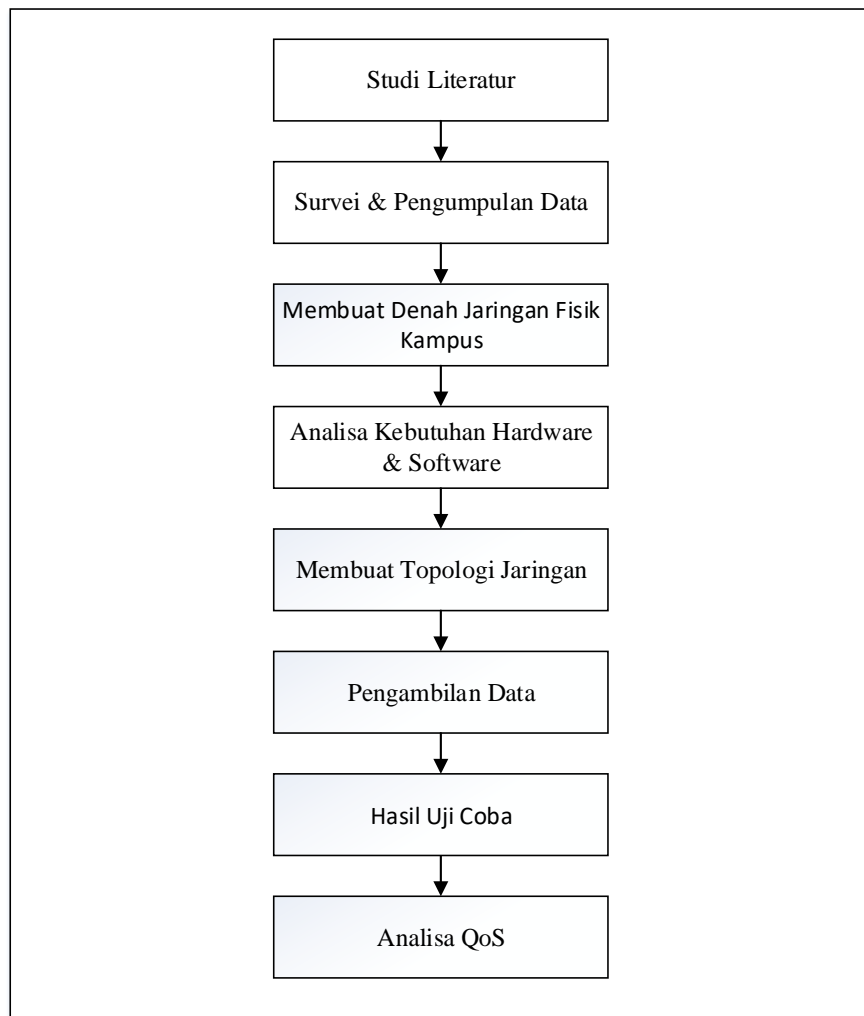 Studi Literatur
Survei & Pengumpulan Data
Membuat Denah Jaringan Fisik
Kampus
Analisa Kebutuhan Hardware
& Software
Membuat Topologi Jaringan
Pengambilan Data
Hasil Uji Coba
Analisa QoS